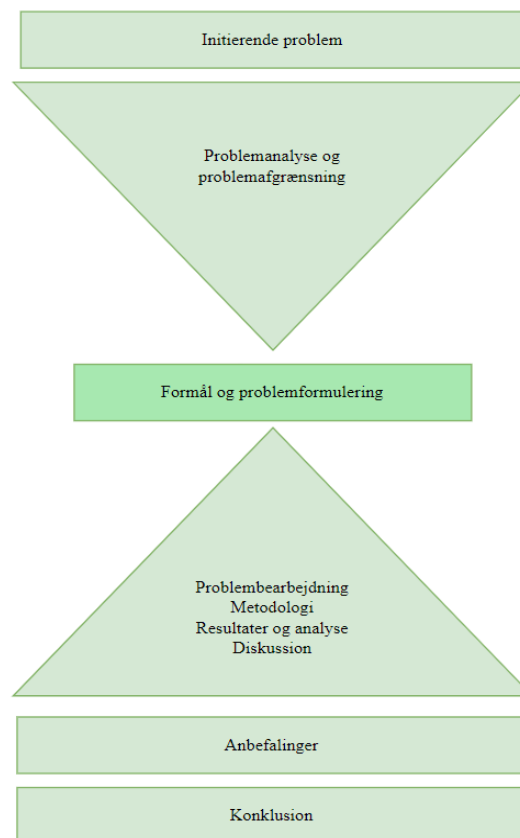 Initierende problem
Problemanalyse og
problemafgrænsning
Formål og problemformulering
Problembearbejdning
Metodologi
Resultater og analyse
Diskussion
Anbefalinger
Konklusion